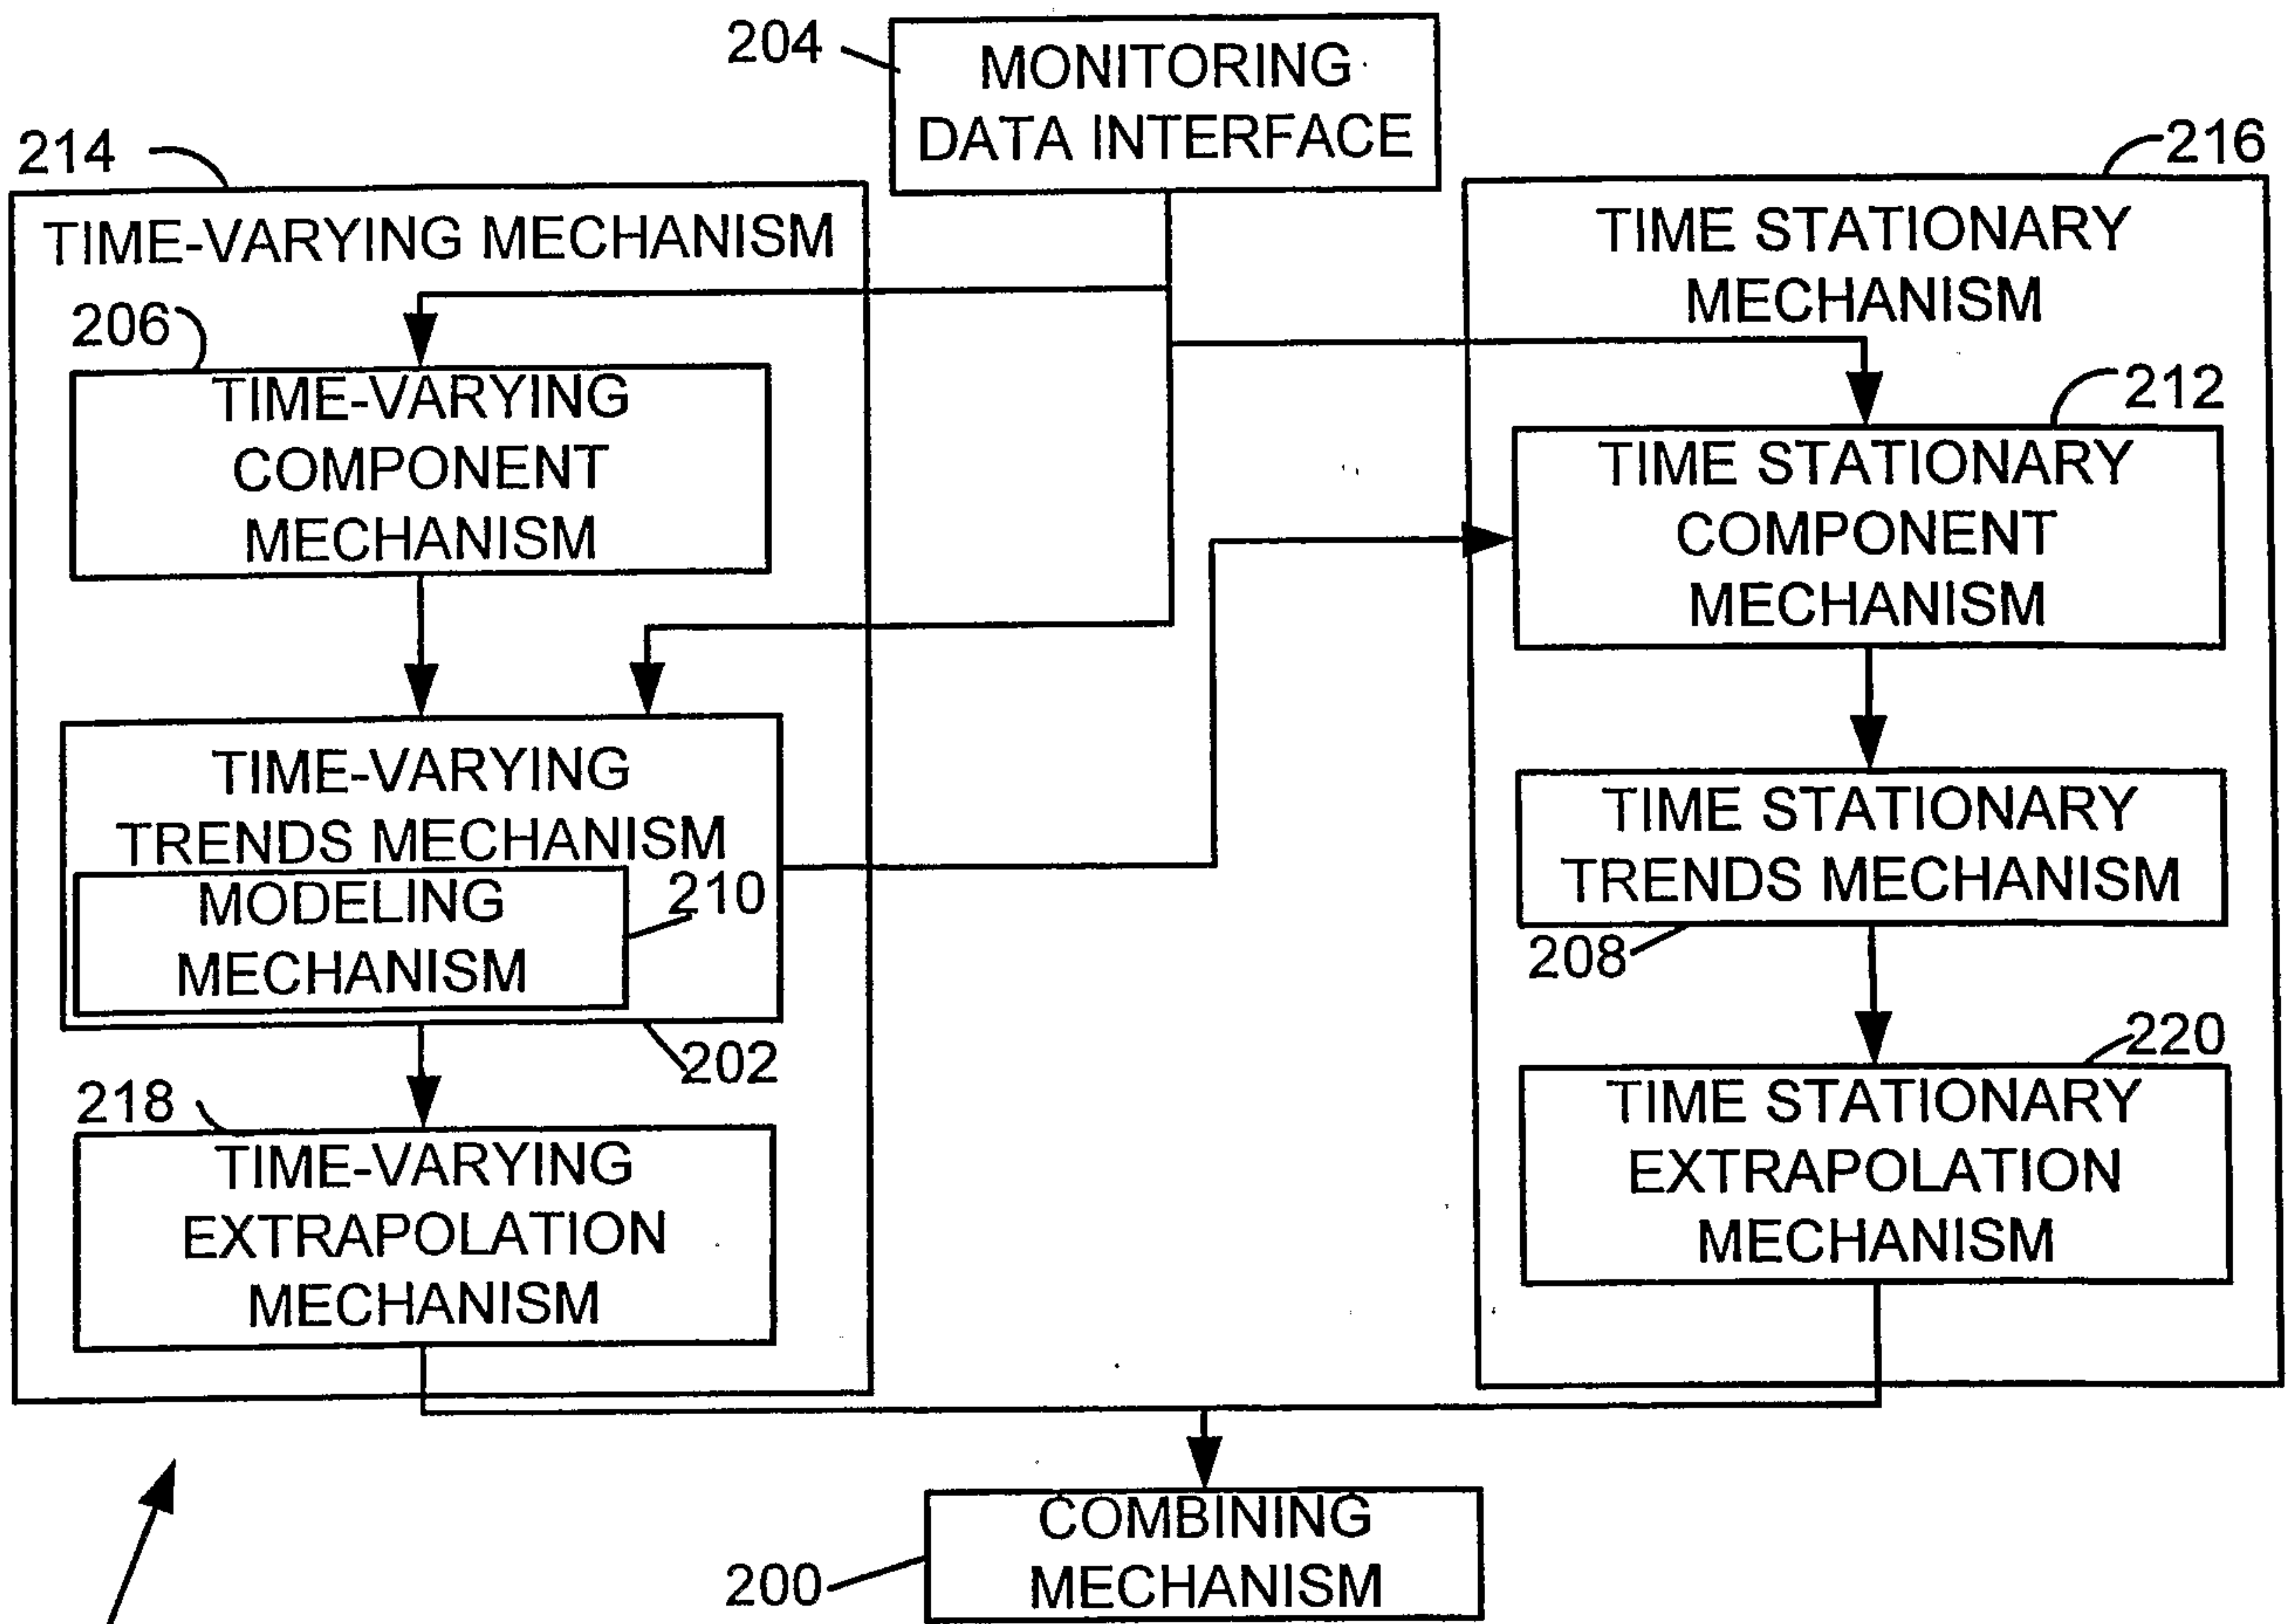 204
MONITORING
DATA INTERFACE
214
TIME-VARYING MECHANISM
206
TIME-VARYING
COMPONENT
MECHANISM
TIME-VARYING
TRENDS MECHANISM
MODELING
MECHANISM
210
202
218
TIME-VARYING
EXTRAPOLATION
MECHANISM
216
TIME STATIONARY
MECHANISM
212
TIME STATIONARY
COMPONENT
MECHANISM
TIME STATIONARY
TRENDS MECHANISM
208
220
TIME STATIONARY
EXTRAPOLATION
MECHANISM
COMBINING
MECHANISM
200